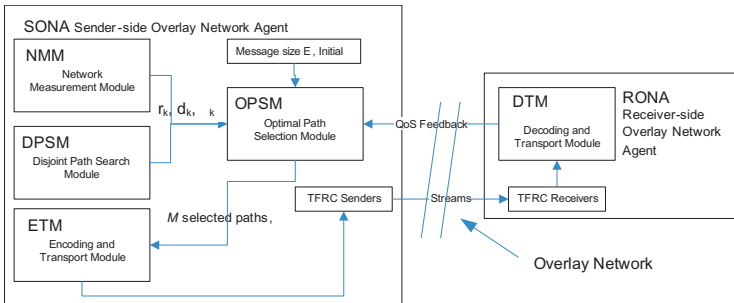 SONA Sender-side Overlay Network Agent
NMM
Network
Measurement Module
Message size E , Initial
r k, d k, k
OPSM
Optimal Path
Selection Module
DPSM
Disjoint Path Search
Module
M selected paths,
ETM
Encoding and
Transport Module
TFRC Senders
QoS Feedback
Streams
DTM
Decoding and
Transport Module
RONA
Receiver-side
Overlay Network
Agent
TFRC Receivers
Overlay Network